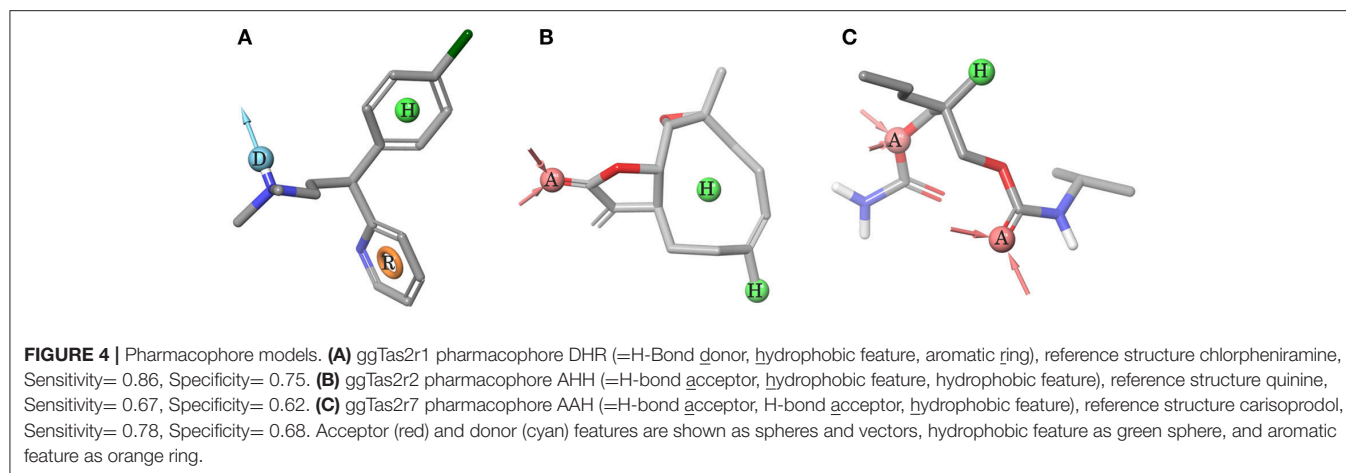 A
B
C
H
D
R
A
H
H
H
A
A
FIGURE 4 | Pharmacophore models. (A) ggTas2r1 pharmacophore DHR (=H-Bond donor, hydrophobic feature, aromatic ring), reference structure chlorpheniramine,
Sensitivity= 0.86, Specificity= 0.75. (B) ggTas2r2 pharmacophore AHH (=H-bond acceptor, hydrophobic feature, hydrophobic feature), reference structure quinine,
Sensitivity= 0.67, Specificity= 0.62. (C) ggTas2r7 pharmacophore AAH (=H-bond acceptor, H-bond acceptor, hydrophobic feature), reference structure carisoprodol,
Sensitivity= 0.78, Specificity= 0.68. Acceptor (red) and donor (cyan) features are shown as spheres and vectors, hydrophobic feature as green sphere, and aromatic
feature as orange ring.